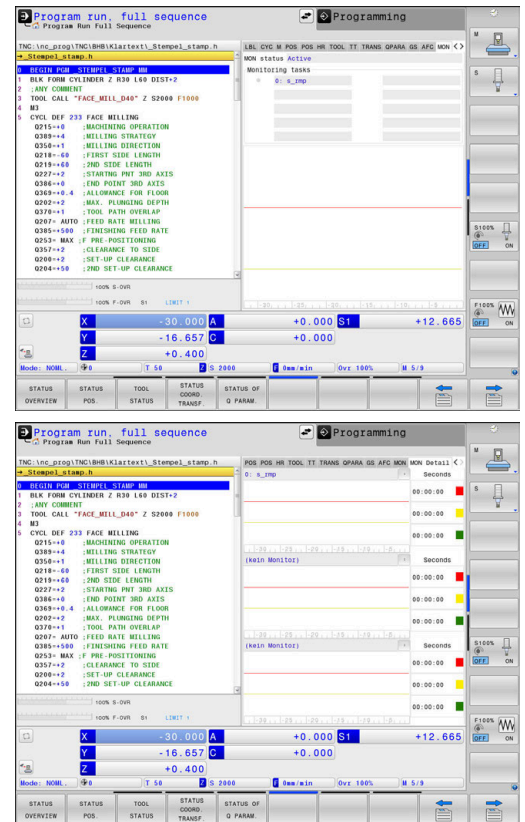 Program run, full sequence
Programming
Program run, full sequence
TNC:\nc_prog\BHB\Klartext\_Stempel_stamp.h
LBL CYC M POS POS HR TOOL TT TRANS QPARA GS AFC MON
→_Stempel_stamp.h
MON status Active
0 BEGIN PGM _STEMPEL_STAMP MM
Monitoring tasks
1 BLK FORM CYLINDER Z R30 L60 DIST+2
0: s_rmp
2 ;ANY COMMENT
3 TOOL CALL "FACE_MILL_D40" Z S2000 F1000
4 M3
5 CYCL DEF 233 FACE MILLING
Q215=+0 ;MACHINING OPERATION
Q389=+4 ;MILLING STRATEGY
Q350=+1 ;MILLING DIRECTION
Q218=-60 ;FIRST SIDE LENGTH
Q219=+60 ;2ND SIDE LENGTH
Q227=+2 ;STARTNG PNT 3RD AXIS
Q386=+0 ;END POINT 3RD AXIS
Q369=+0.4 ;ALLOWANCE FOR FLOOR
Q202=+2 ;MAX. PLUNGING DEPTH
Q370=+1 ;TOOL PATH OVERLAP
Q207= AUTO ;FEED RATE MILLING
Q385=+500 ;FINISHING FEED RATE
Q253= MAX ;F PRE-POSITIONING
Q357=+2 ;CLEARANCE TO SIDE
Q200=+2 ;SET-UP CLEARANCE
Q204=+50 ;2ND SET-UP CLEARANCE
M
S
S100%
OFF ON
100% S-OVR
100% F-OVR S1 LIMIT 1
F100%
OFF ON
X -30.000 A +0.000 S1 +12.665
Y -16.657 C +0.000
Z +0.400
Mode: NOML. 0 T 50 Z S 2000 F 0mm/min Ovr 100% M 5/9
STATUS OVERVIEW
STATUS POS.
TOOL STATUS
STATUS COORD. TRANSF.
STATUS OF Q PARAM.
Program run, full sequence
Programming
Program Run Full Sequence
TNC:\nc_prog\BHB\Klartext\_Stempel_stamp.h
POS POS HR TOOL TT TRANS QPARA GS AFC MON MON Detail
→_Stempel_stamp.h
0: s_rmp
Seconds
0 BEGIN PGM _STEMPEL_STAMP MM
1 BLK FORM CYLINDER Z R30 L60 DIST+2
00:00:00
2 ;ANY COMMENT
3 TOOL CALL "FACE_MILL_D40" Z S2000 F1000
00:00:00
4 M3
5 CYCL DEF 233 FACE MILLING
00:00:00
Q215=+0 ;MACHINING OPERATION
Q389=+4 ;MILLING STRATEGY
Q350=+1 ;MILLING DIRECTION
(kein Monitor)
Seconds
Q218=-60 ;FIRST SIDE LENGTH
00:00:00
Q219=+60 ;2ND SIDE LENGTH
Q227=+2 ;STARTNG PNT 3RD AXIS
00:00:00
Q386=+0 ;END POINT 3RD AXIS
Q369=+0.4 ;ALLOWANCE FOR FLOOR
00:00:00
Q202=+2 ;MAX. PLUNGING DEPTH
Q370=+1 ;TOOL PATH OVERLAP
Q207= AUTO ;FEED RATE MILLING
Q385=+500 ;FINISHING FEED RATE
(kein Monitor)
Seconds
Q253= MAX ;F PRE-POSITIONING
00:00:00
Q357=+2 ;CLEARANCE TO SIDE
Q200=+2 ;SET-UP CLEARANCE
00:00:00
Q204=+50 ;2ND SET-UP CLEARANCE
00:00:00
M
S
S100%
OFF ON
100% S-OVR
100% F-OVR S1 LIMIT 1
F100%
OFF ON
X -30.000 A +0.000 S1 +12.665
Y -16.657 C +0.000
Z +0.400
Mode: NOML. 0 T 50 Z S 2000 F 0mm/min Ovr 100% M 5/9
STATUS OVERVIEW
STATUS POS.
TOOL STATUS
STATUS COORD. TRANSF.
STATUS OF Q PARAM.